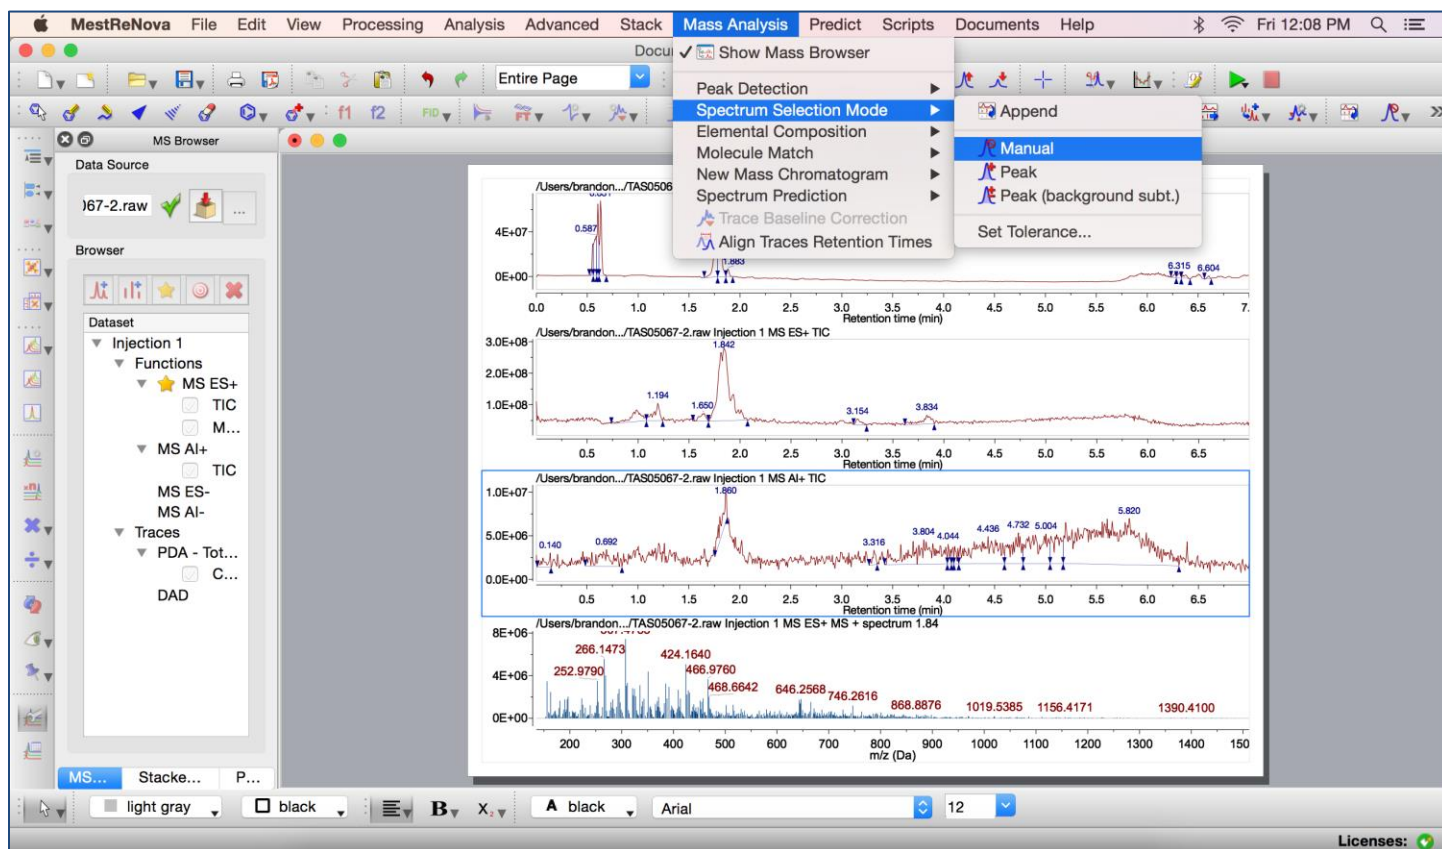 MestReNova File Edit View Processing Analysis Advanced Stack Mass Analysis Predict Scripts Documents Help Fri 12:08 PM
Docu
Show Mass Browser
Entire Page
Peak Detection
Spectrum Selection Mode
Elemental Composition
Molecule Match
New Mass Chromatogram
Spectrum Prediction
Trace Baseline Correction
Align Traces Retention Times
Append
Manual
Peak
Peak (background subt.)
Set Tolerance...
f1 f2 FID FT
MS Browser
Data Source
)67-2.raw ...
Browser
Dataset
Injection 1
Functions
MS ES+
TIC
M...
MS AI+
TIC
MS ES-
MS AI-
Traces
PDA - Tot...
C...
DAD
MS... Stacke... P...
/Users/brandon.../TAS05067
4E+07
0E+00
0.587
1.883
6.315 6.604
0.0 0.5 1.0 1.5 2.0 2.5 3.0 3.5 4.0 4.5 5.0 5.5 6.0 6.5 7.
Retention time (min)
/Users/brandon.../TAS05067-2.raw Injection 1 MS ES+ TIC
3.0E+08
2.0E+08
1.0E+08
1.194 1.650 1.842 3.154 3.834
0.5 1.0 1.5 2.0 2.5 3.0 3.5 4.0 4.5 5.0 5.5 6.0 6.5
Retention time (min)
/Users/brandon.../TAS05067-2.raw Injection 1 MS AI+ TIC
1.0E+07
5.0E+06
0.0E+00
0.140 0.692 1.860 3.316 3.804 4.044 4.436 4.732 5.004 5.820
0.5 1.0 1.5 2.0 2.5 3.0 3.5 4.0 4.5 5.0 5.5 6.0 6.5
Retention time (min)
/Users/brandon.../TAS05067-2.raw Injection 1 MS ES+ MS + spectrum 1.84
8E+06
4E+06
0E+00
252.9790 266.1473 424.1640 466.9760 468.6642 646.2568 746.2616 868.8876 1019.5385 1156.4171 1390.4100
200 300 400 500 600 700 800 900 1000 1100 1200 1300 1400 150
m/z (Da)
light gray black B X2 A black Arial 12
Licenses: